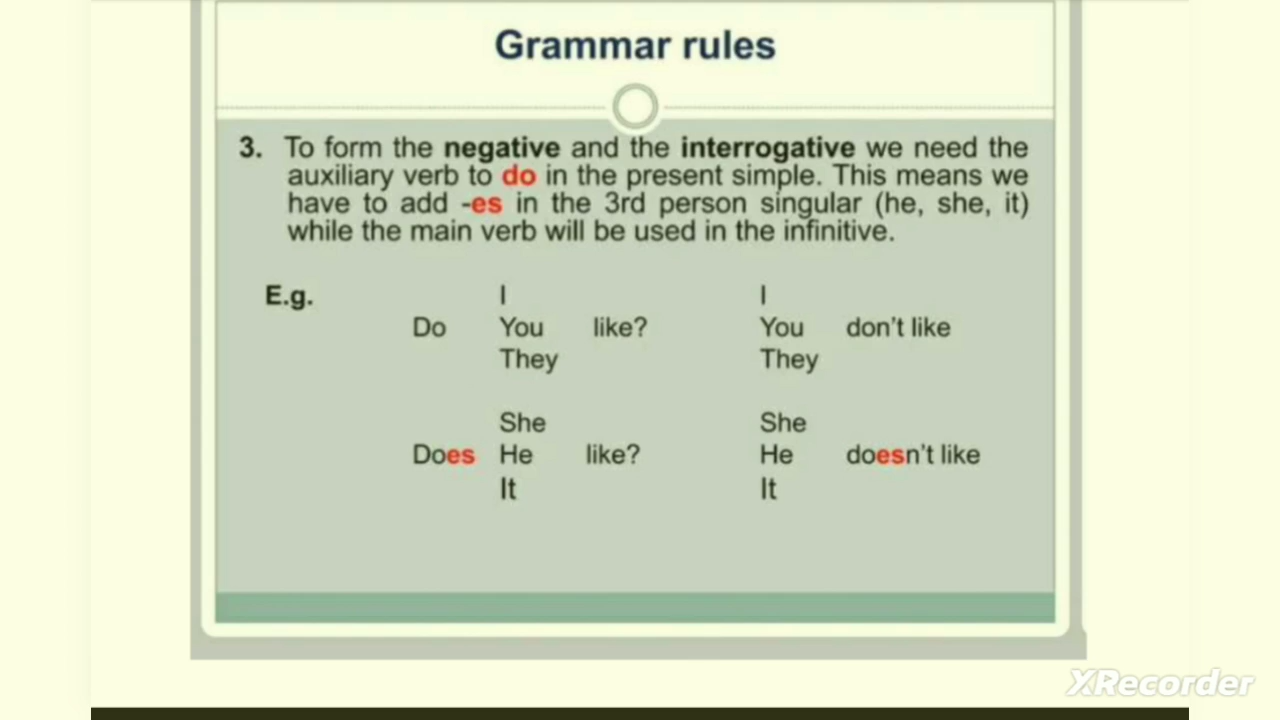 Grammar rules
3. To form the negative and the interrogative we need the
auxiliary verb to do in the present simple. This means we
have to add -es in the 3rd person singular (he, she, it)
while the main verb will be used in the infinitive.
E.g. I I
Do You like? You don't like
They They
She She
Does He like? He doesn't like
It It
XRecorder